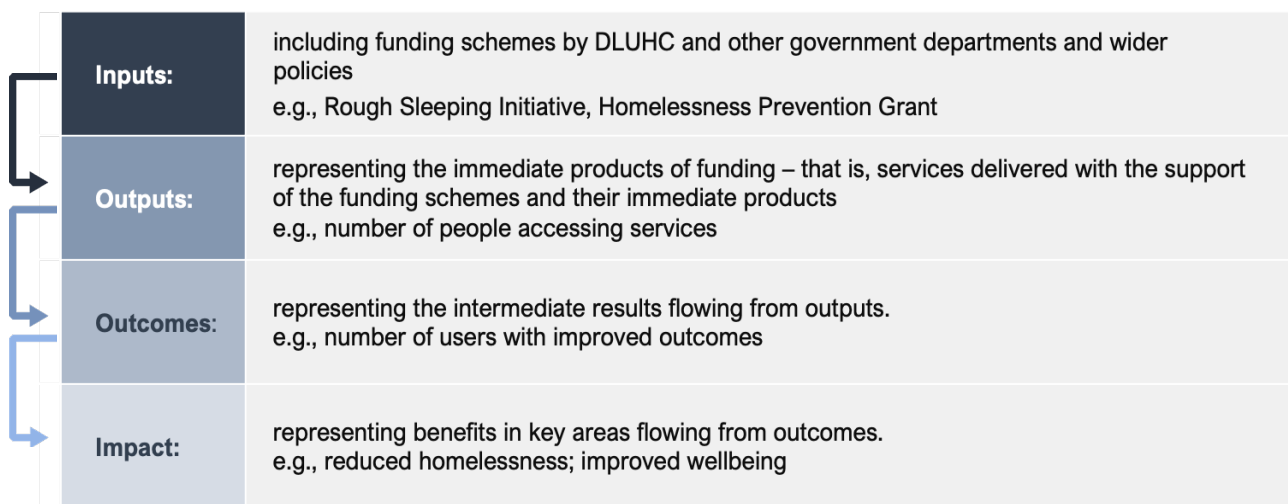 Inputs:
including funding schemes by DLUHC and other government departments and wider
policies
e.g., Rough Sleeping Initiative, Homelessness Prevention Grant
Outputs:
representing the immediate products of funding – that is, services delivered with the support
of the funding schemes and their immediate products
e.g., number of people accessing services
Outcomes:
representing the intermediate results flowing from outputs.
e.g., number of users with improved outcomes
Impact:
representing benefits in key areas flowing from outcomes.
e.g., reduced homelessness; improved wellbeing